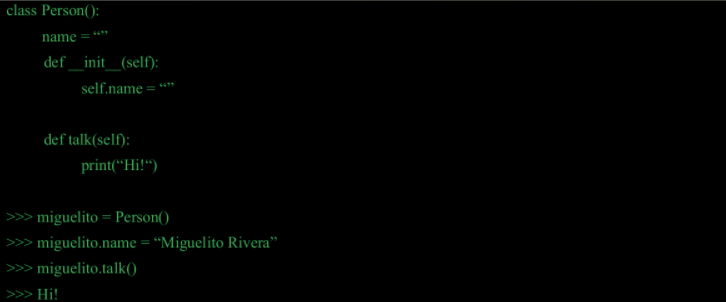 class Person():
name = “”
def __init__(self):
self.name = “”
def talk(self):
print(“Hi!“)
>>> miguelito = Person()
>>> miguelito.name = “Miguelito Rivera”
>>> miguelito.talk()
>>> Hi!